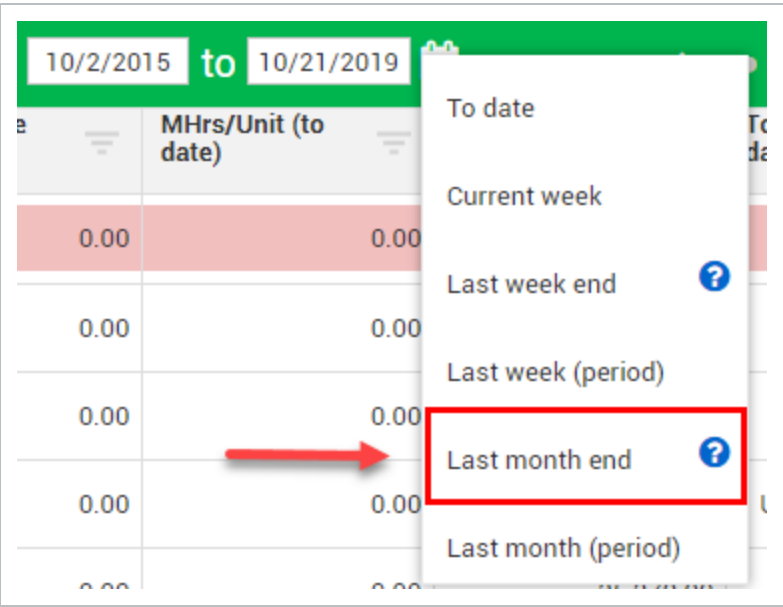 10/2/2015 to 10/21/2019
e
MHrs/Unit (to
date)
To date
Current week
Last week end ?
Last week (period)
Last month end ?
Last month (period)
0.00 0.00
0.00 0.00
0.00 0.00
0.00 0.00